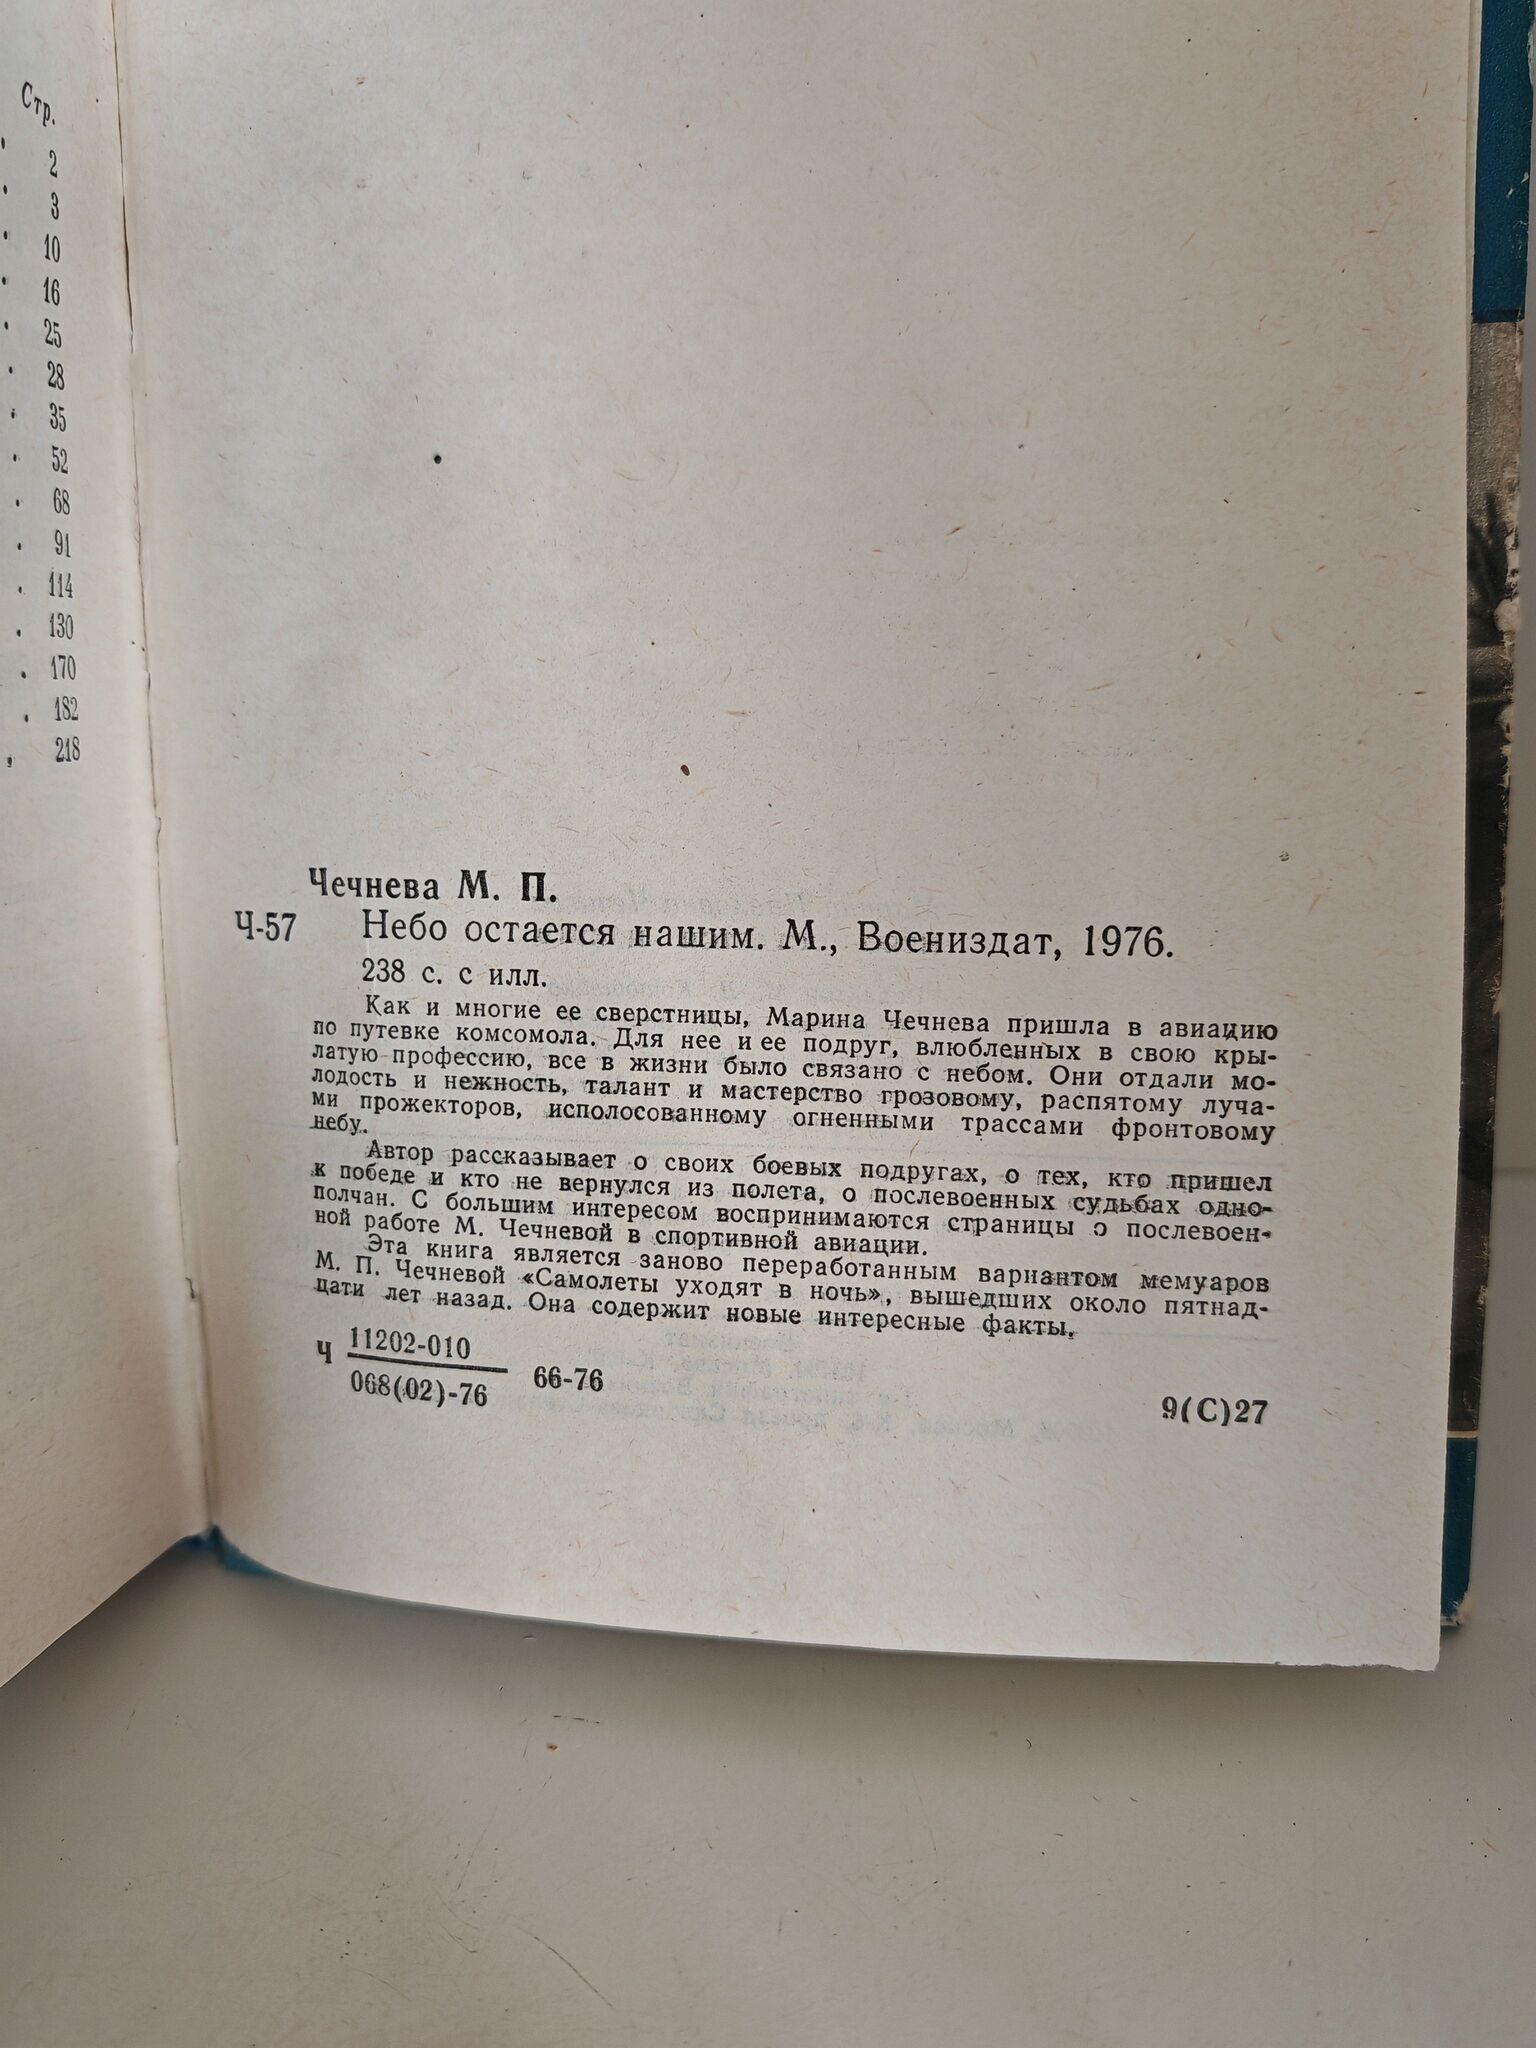 Стр.
2
3
10
16
25
28
35
52
68
91
114
130
170
182
218
Чечнева М. П.
Ч-57 Небо остается нашим. М., Воениздат, 1976.
238 с. с илл.
Как и многие ее сверстницы, Марина Чечнева пришла в авиацию
по путевке комсомола. Для нее и ее подруг, влюбленных в свою кры-
латую профессию, все в жизни было связано с небом. Они отдали мо-
лодость и нежность, талант и мастерство грозовому, распятому луча-
ми прожекторов, исполосованному огненными трассами фронтовому
небу.
Автор рассказывает о своих боевых подругах, о тех, кто пришел
к победе и кто не вернулся из полета, о послевоенных судьбах одно-
полчан. С большим интересом воспринимаются страницы о послевоен-
ной работе М. Чечневой в спортивной авиации.
Эта книга является заново переработанным вариантом мемуаров
М. П. Чечневой «Самолеты уходят в ночь», вышедших около пятнад-
цати лет назад. Она содержит новые интересные факты.
11202-010
Ч 66-76
068(02)-76
9(С)27